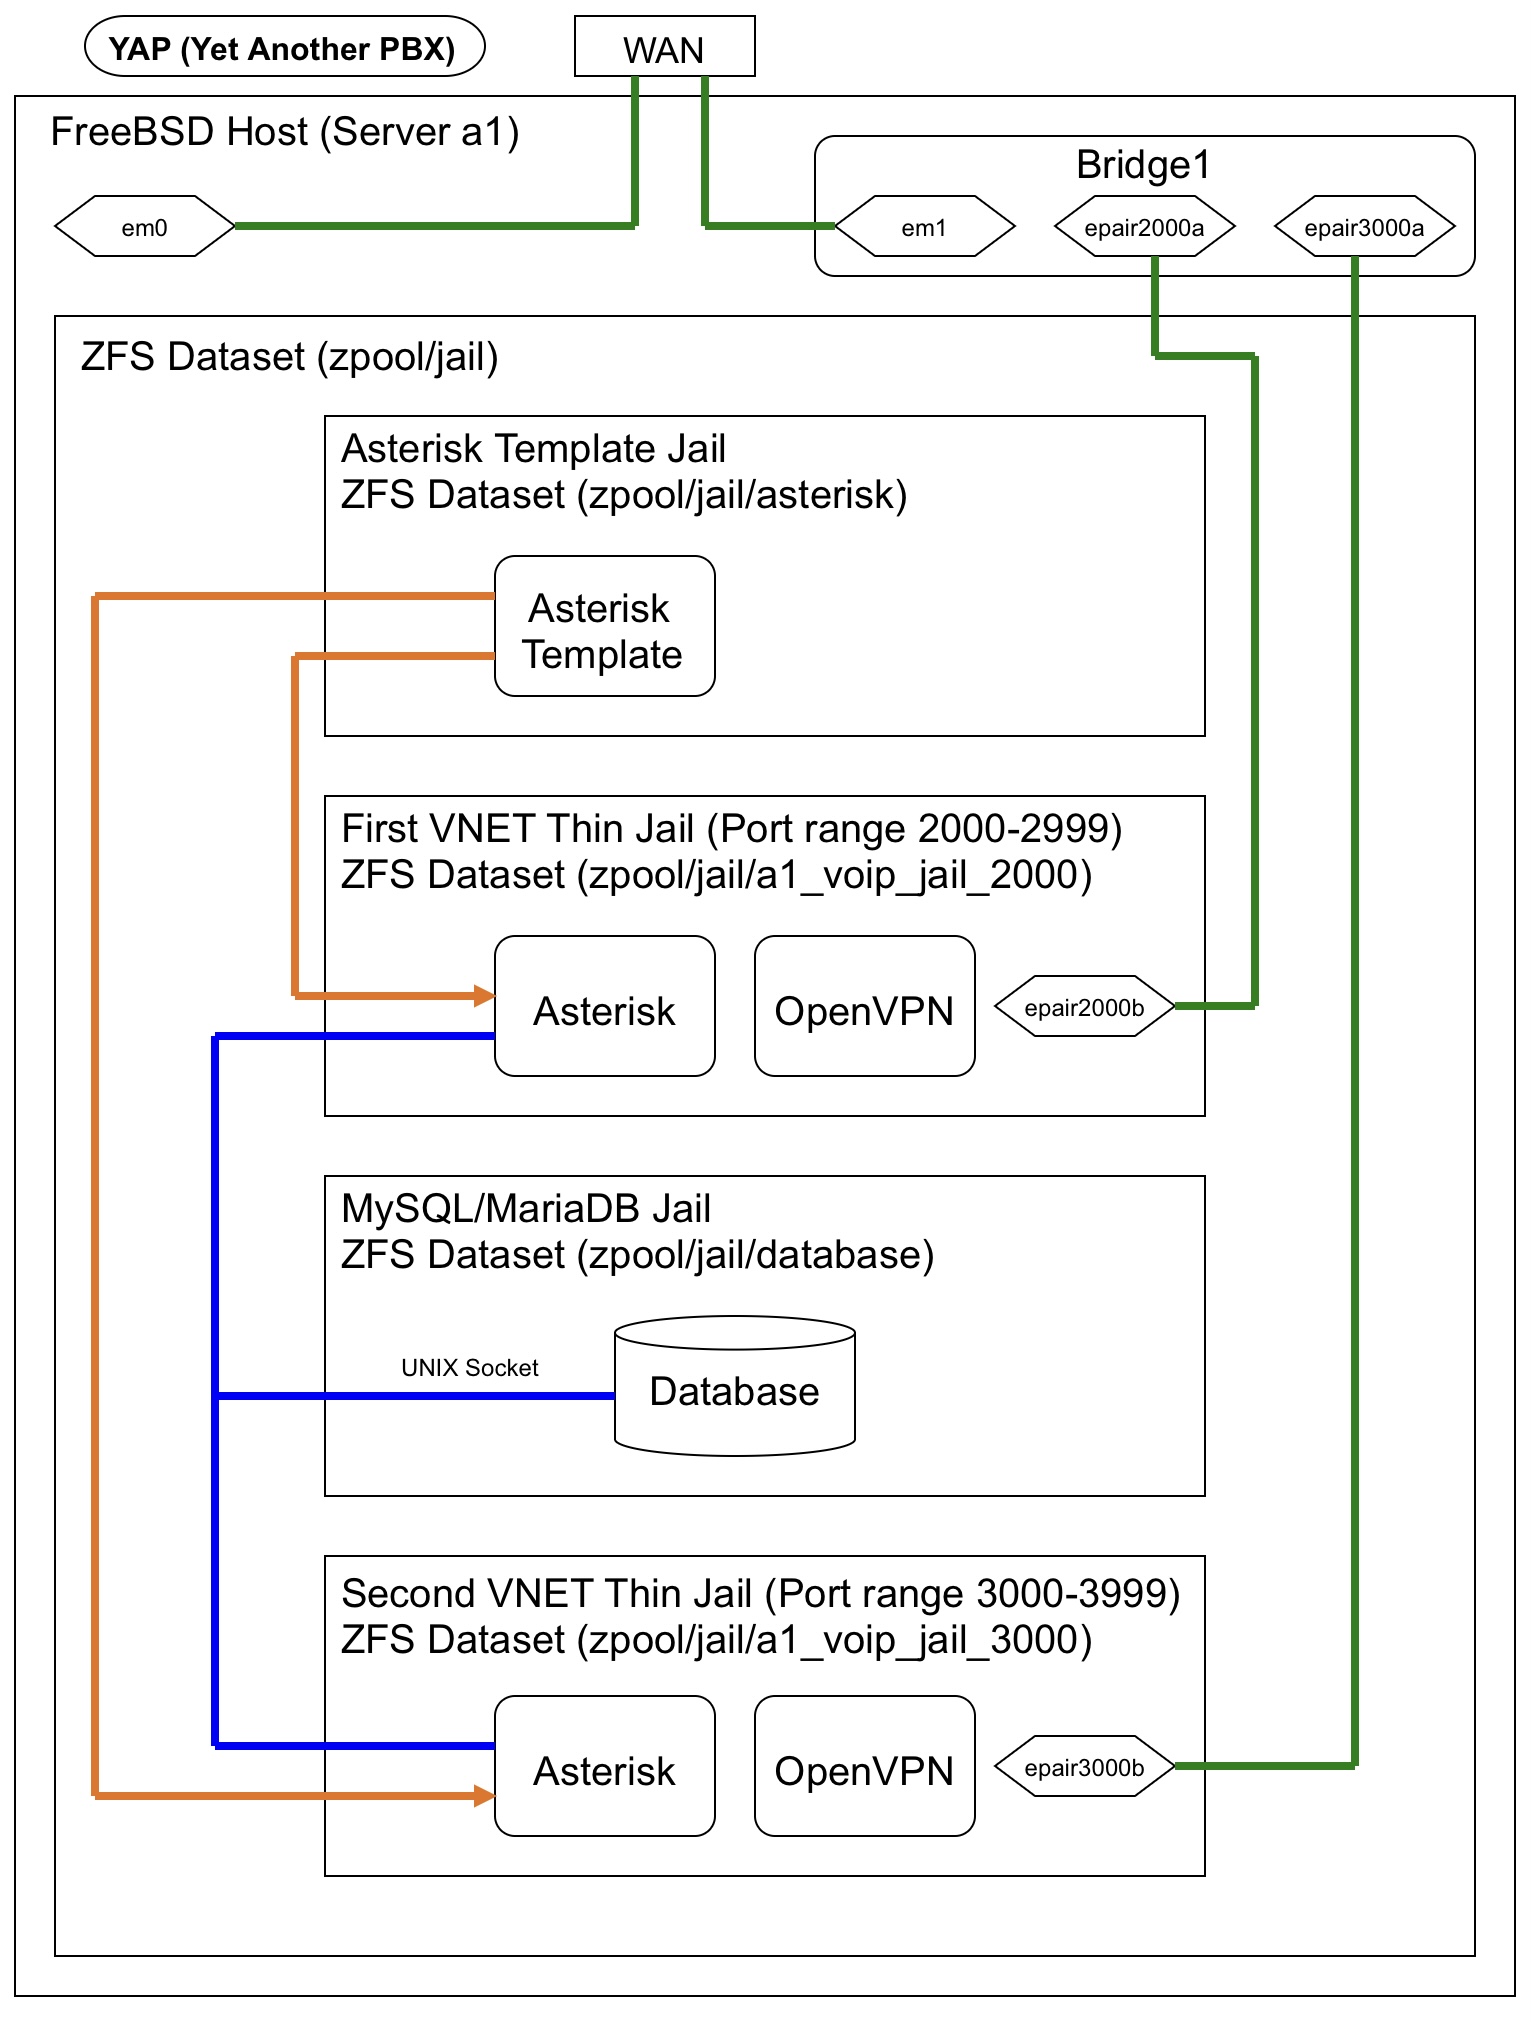 YAP (Yet Another PBX)
WAN
FreeBSD Host (Server a1)
Bridge1
em0
em1
epair2000a
epair3000a
ZFS Dataset (zpool/jail)
Asterisk Template Jail
ZFS Dataset (zpool/jail/asterisk)
Asterisk
Template
First VNET Thin Jail (Port range 2000-2999)
ZFS Dataset (zpool/jail/a1_voip_jail_2000)
Asterisk
OpenVPN
epair2000b
MySQL/MariaDB Jail
ZFS Dataset (zpool/jail/database)
UNIX Socket
Database
Second VNET Thin Jail (Port range 3000-3999)
ZFS Dataset (zpool/jail/a1_voip_jail_3000)
Asterisk
OpenVPN
epair3000b